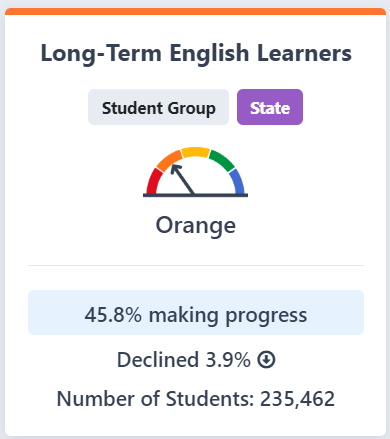 Long-Term English Learners
Student Group State
Orange
45.8% making progress
Declined 3.9%
Number of Students: 235,462